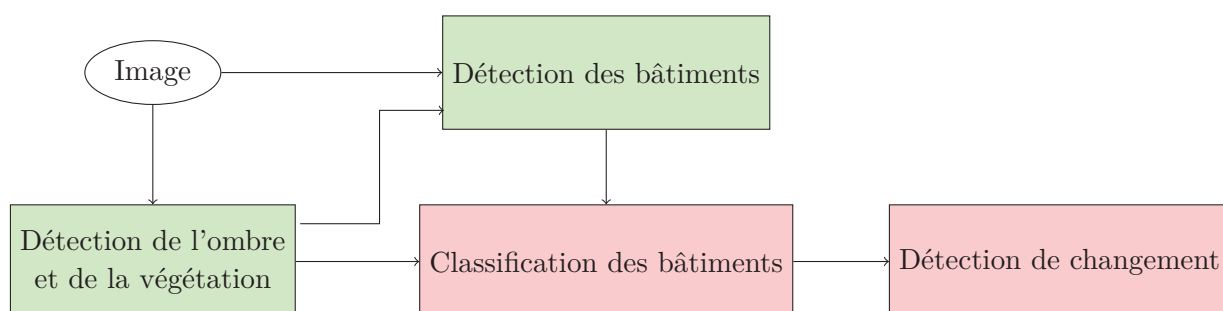 Image
Détection des bâtiments
Détection de l'ombre
et de la végétation
Classification des bâtiments
Détection de changement